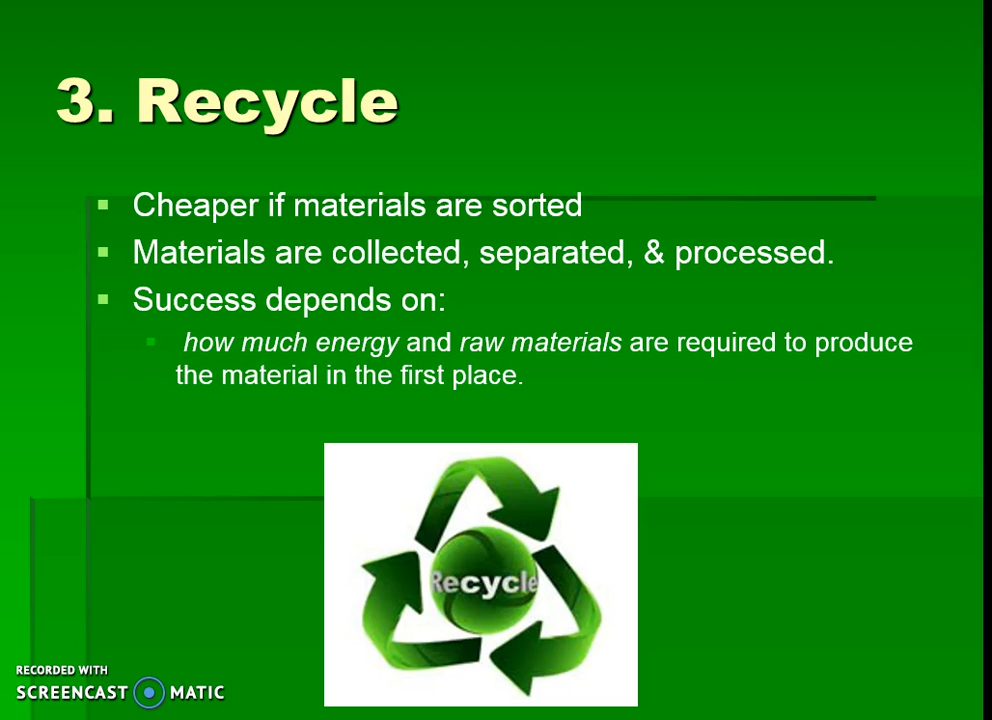 3. Recycle
Cheaper if materials are sorted
Materials are collected, separated, & processed.
Success depends on:
how much energy and raw materials are required to produce
the material in the first place.
Recycle
RECORDED WITH
SCREENCAST MATIC